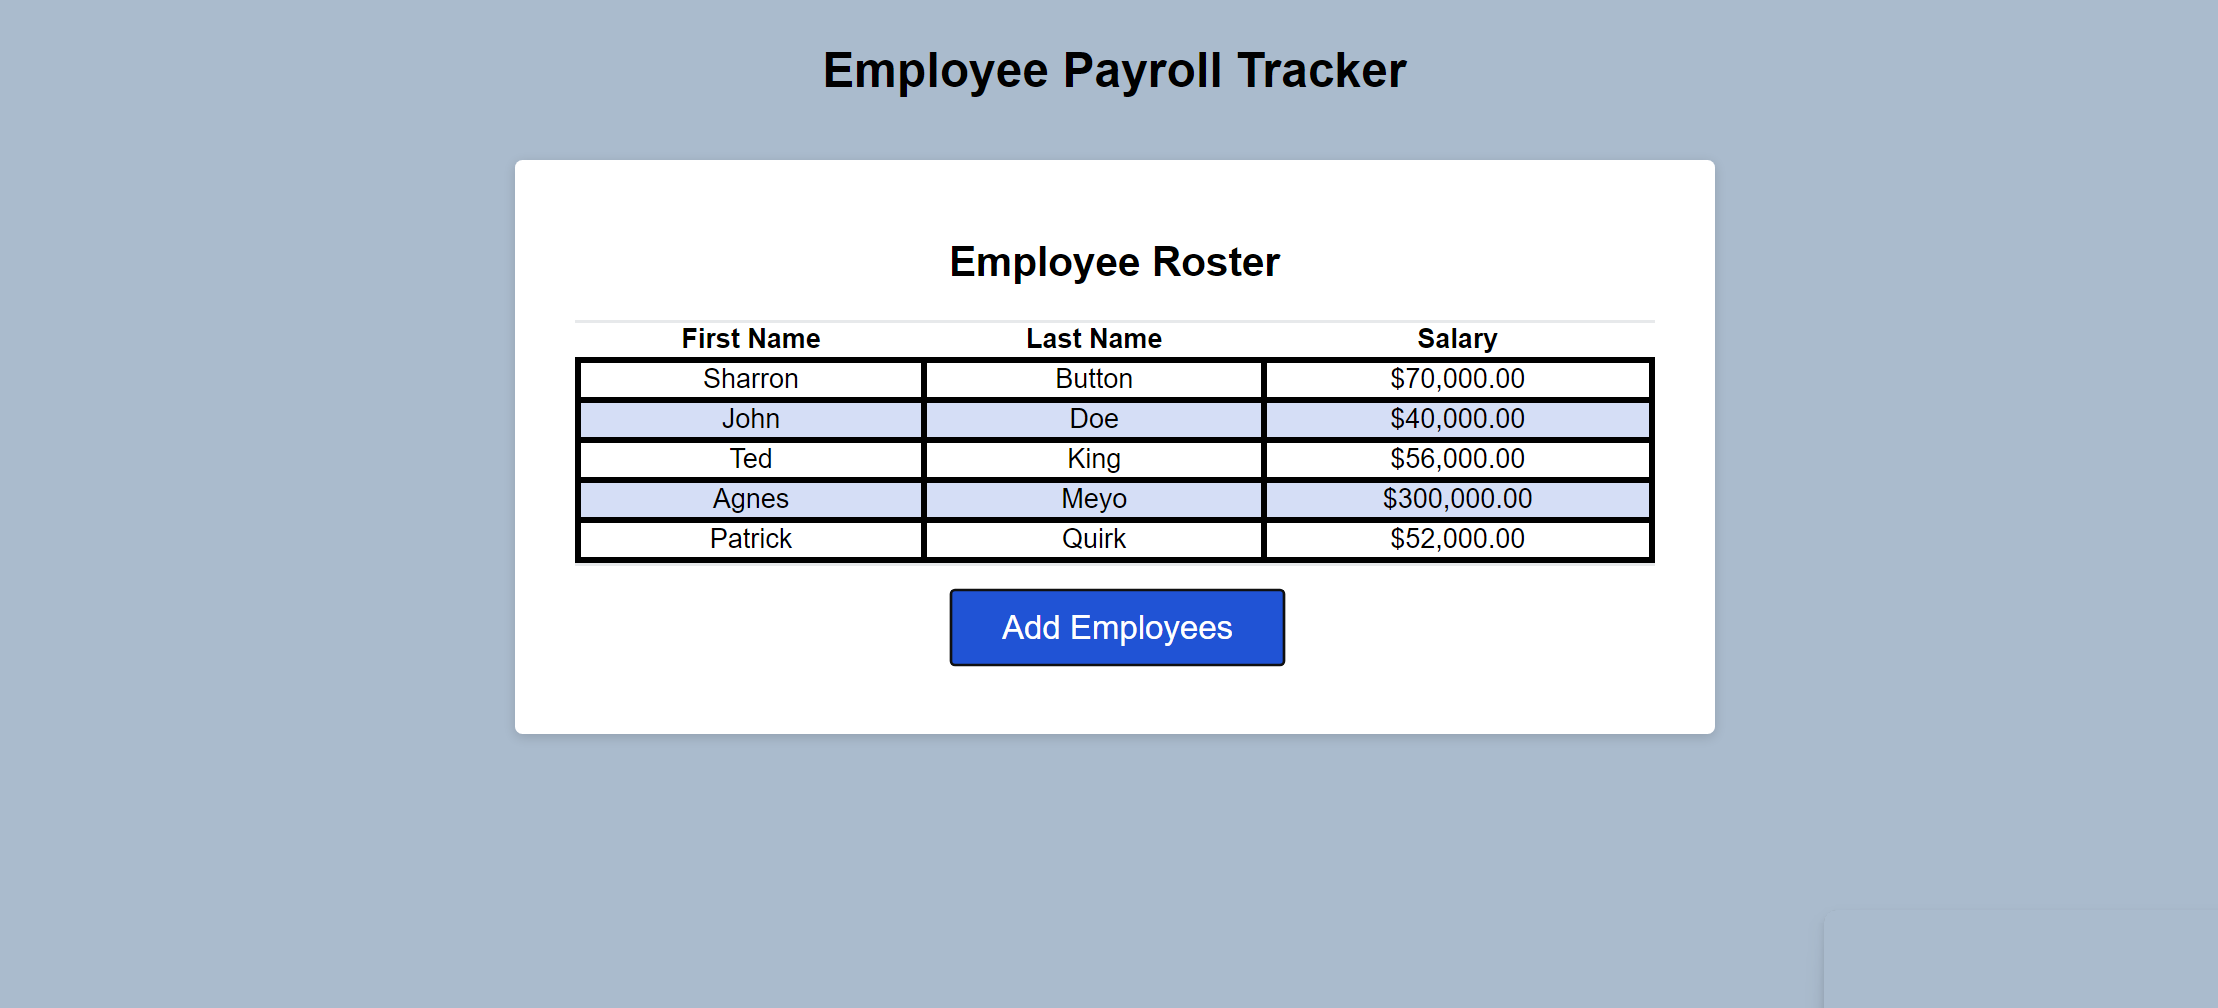 Employee Payroll Tracker
Employee Roster
First Name Last Name Salary
Sharron Button $70,000.00
John Doe $40,000.00
Ted King $56,000.00
Agnes Meyo $300,000.00
Patrick Quirk $52,000.00
Add Employees